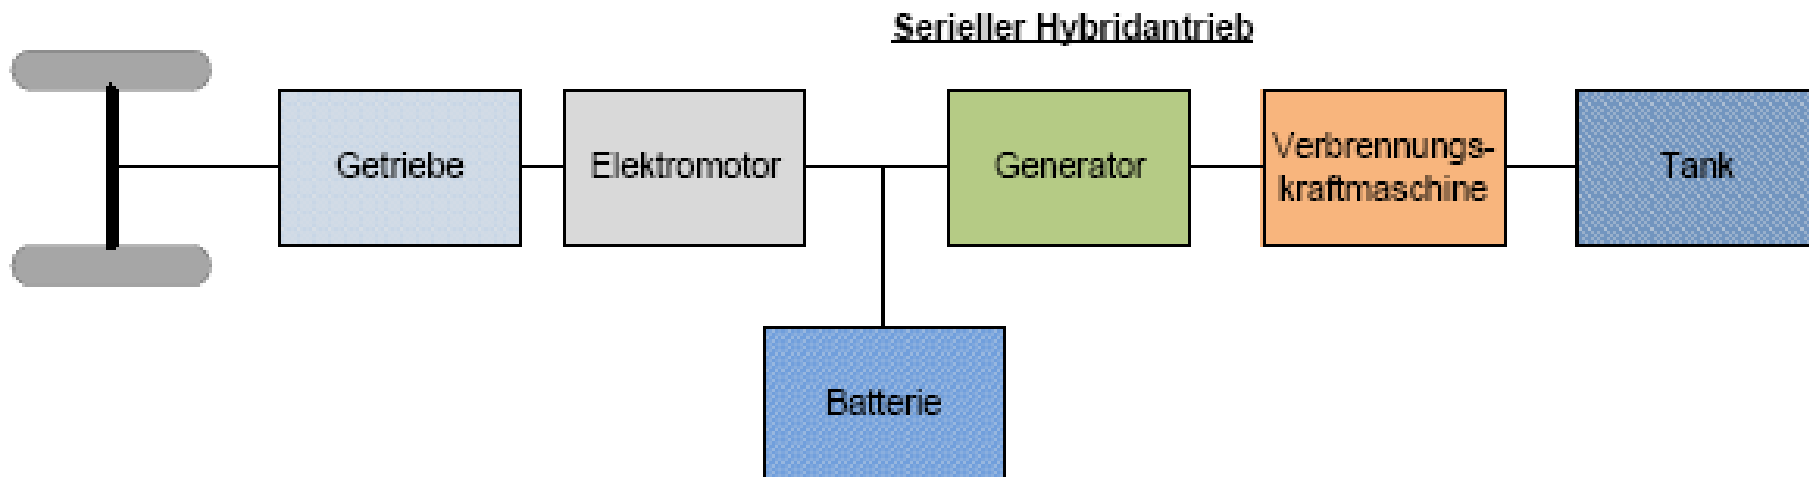 Serieller Hybridantrieb
Getriebe
Elektromotor
Generator
Verbrennungs-
kraftmaschine
Tank
Batterie